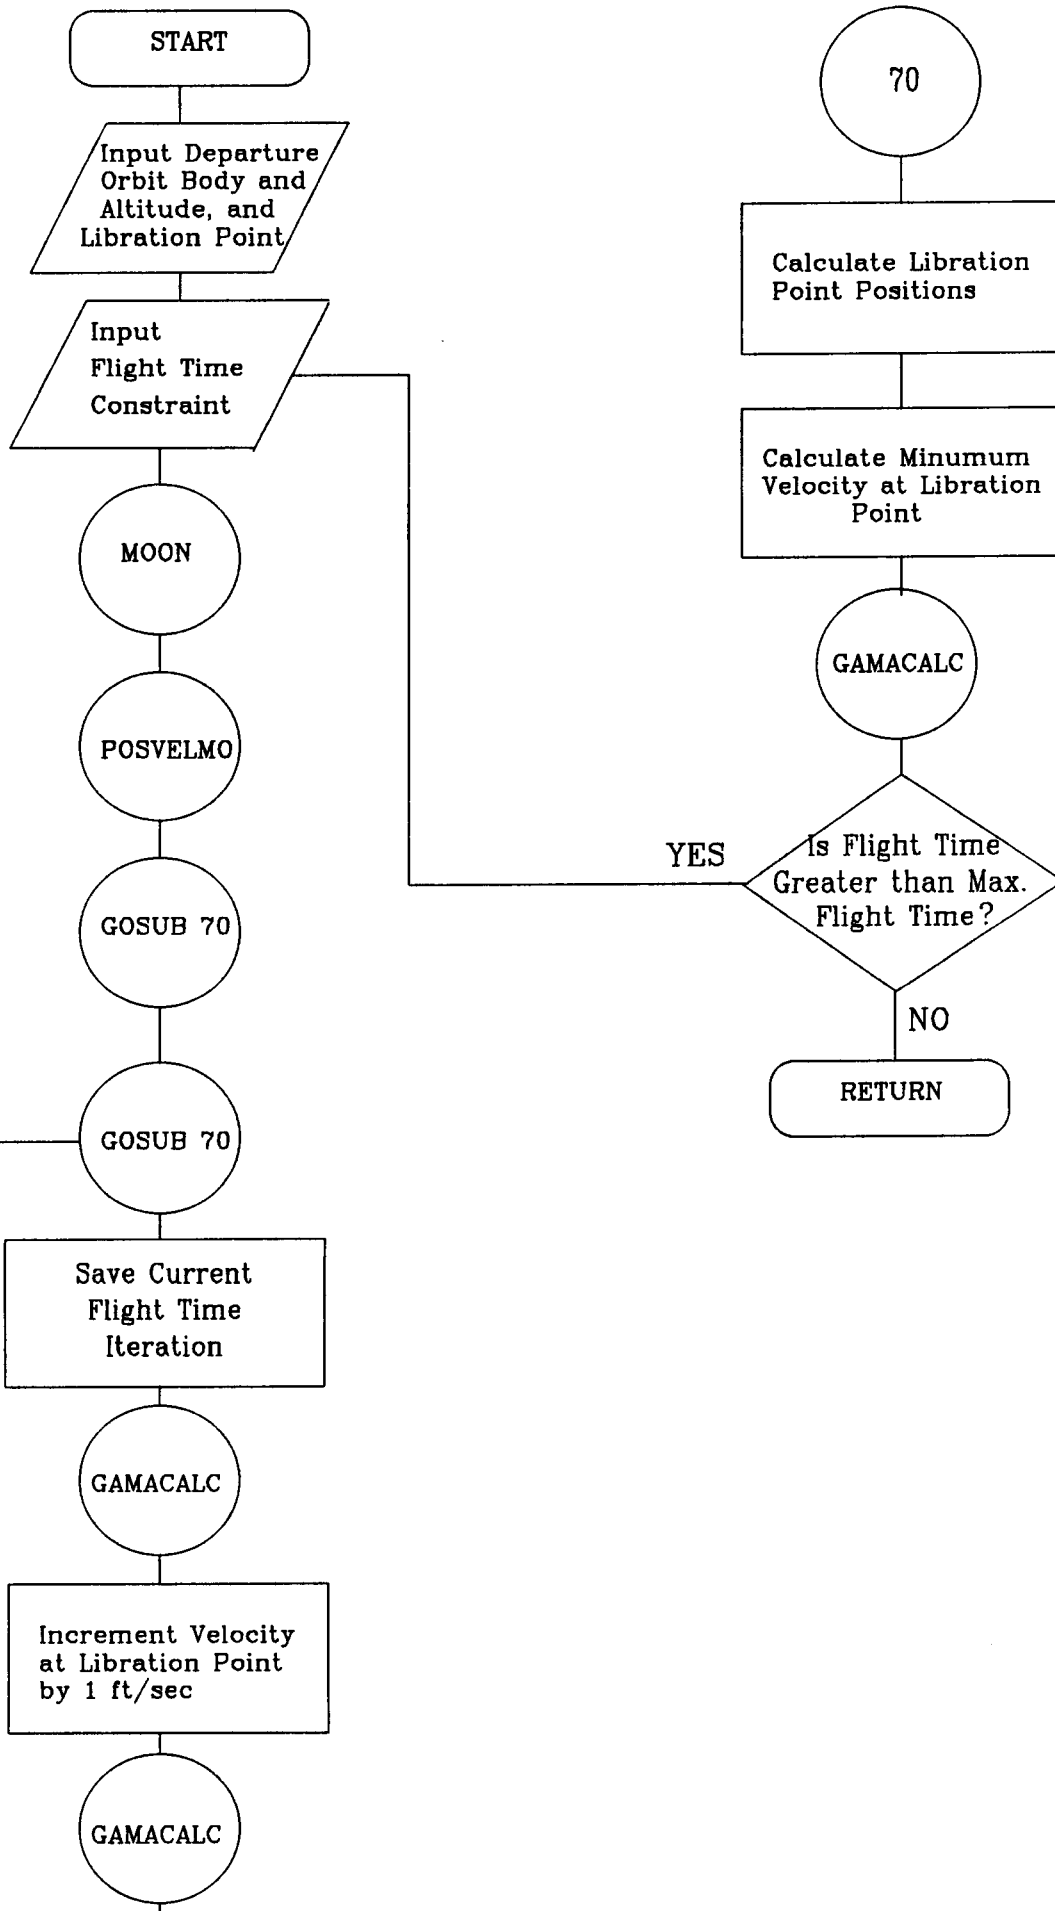 START
Input Departure
Orbit Body and
Altitude, and
Libration Point
Input
Flight Time
Constraint
MOON
POSVELMO
GOSUB 70
GOSUB 70
Save Current
Flight Time
Iteration
GAMACALC
Increment Velocity
at Libration Point
by 1 ft/sec
GAMACALC
70
Calculate Libration
Point Positions
Calculate Minumum
Velocity at Libration
Point
GAMACALC
YES
Is Flight Time
Greater than Max.
Flight Time?
NO
RETURN